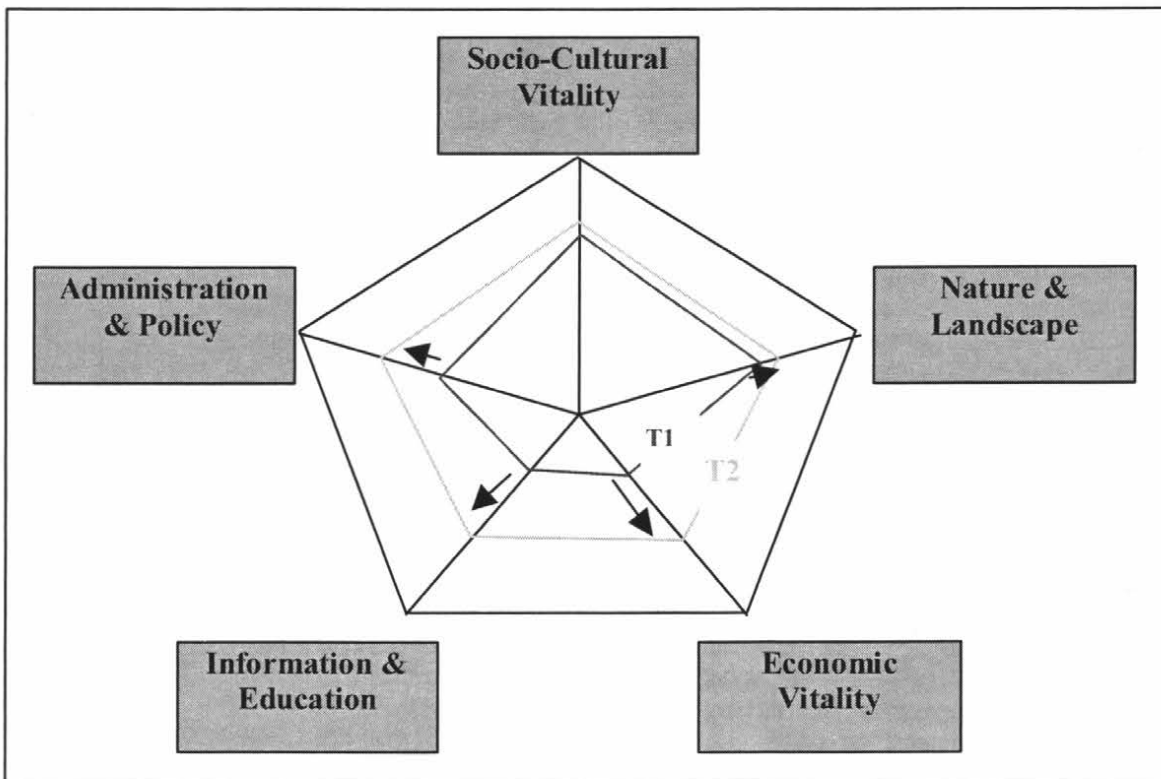 Socio-Cultural
Vitality
Administration
& Policy
Nature &
Landscape
T1
T2
Information &
Education
Economic
Vitality